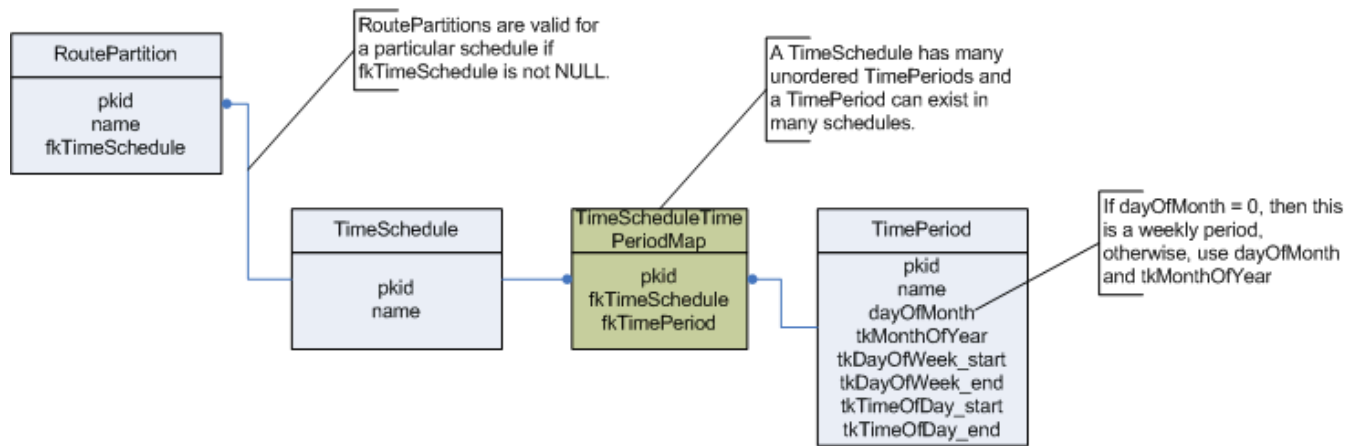 RoutePartition
pkid
name
fkTimeSchedule
RoutePartitions are valid for
a particular schedule if
fkTimeSchedule is not NULL.
A TimeSchedule has many
unordered TimePeriods and
a TimePeriod can exist in
many schedules.
TimeSchedule
pkid
name
TimeScheduleTime
PeriodMap
pkid
fkTimeSchedule
fkTimePeriod
TimePeriod
pkid
name
dayOfMonth
tkMonthOfYear
tkDayOfWeek_start
tkDayOfWeek_end
tkTimeOfDay_start
tkTimeOfDay_end
If dayOfMonth = 0, then this
is a weekly period,
otherwise, use dayOfMonth
and tkMonthOfYear